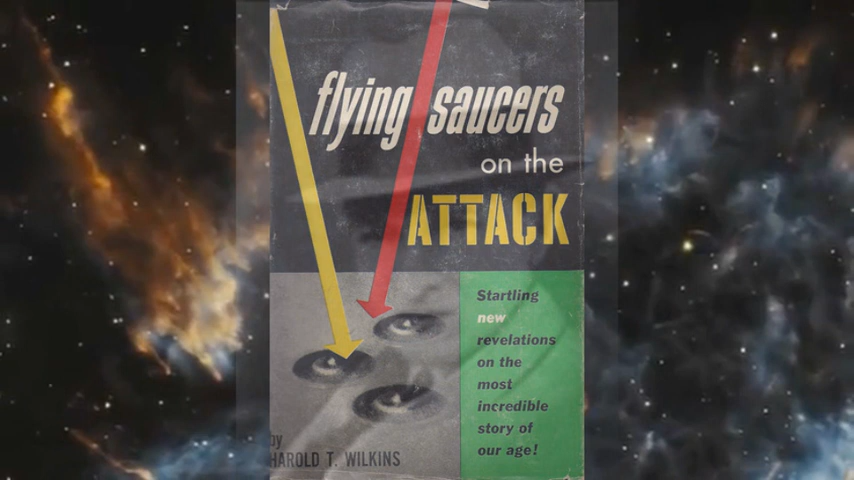 flying saucers
on the
ATTACK
Startling
new
revelations
on the
most
incredible
story of
our age!
by
HAROLD T. WILKINS